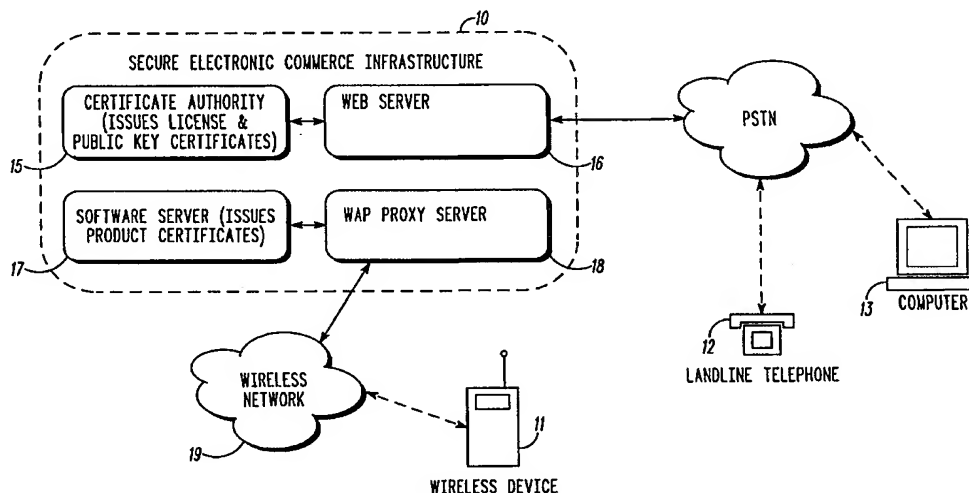 10
SECURE ELECTRONIC COMMERCE INFRASTRUCTURE
CERTIFICATE AUTHORITY
(ISSUES LICENSE &
PUBLIC KEY CERTIFICATES)
15
WEB SERVER
16
PSTN
SOFTWARE SERVER (ISSUES
PRODUCT CERTIFICATES)
17
WAP PROXY SERVER
18
13
COMPUTER
12
LANDLINE TELEPHONE
WIRELESS
NETWORK
19
11
WIRELESS DEVICE